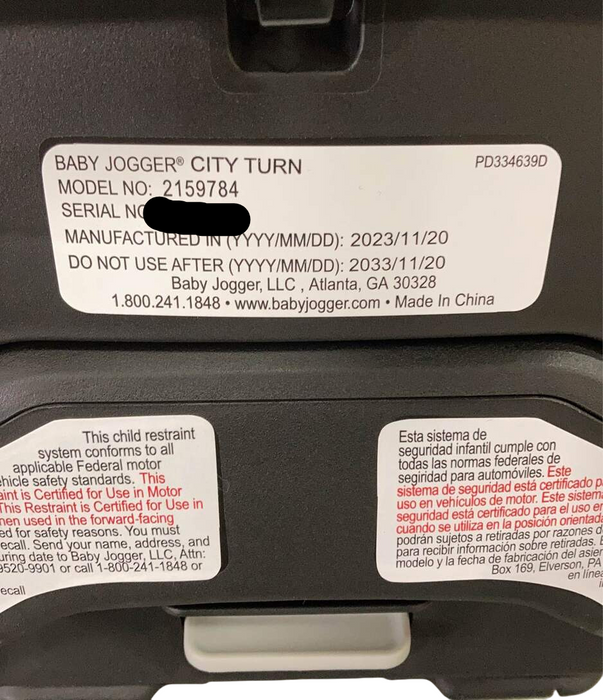 BABY JOGGER® CITY TURN PD334639D
MODEL NO: 2159784
SERIAL NO
MANUFACTURED IN (YYYY/MM/DD): 2023/11/20
DO NOT USE AFTER (YYYY/MM/DD): 2033/11/20
Baby Jogger, LLC , Atlanta, GA 30328
1.800.241.1848 • www.babyjogger.com • Made In China
This child restraint
system conforms to all
applicable Federal motor
vehicle safety standards. This
is Certified for Use in Motor
This Restraint is Certified for Use in
when used in the forward-facing
for safety reasons. You must
recall. Send your name, address, and
date to Baby Jogger, LLC, Attn:
9520-9901 or call 1-800-241-1848 or
recall
Esta sistema de
seguridad infantil cumple con
todas las normas federales de
segiridad para automóviles. Este
sistema de seguridad está certificado
uso en vehículos de motor. Este sistema
seguridad está certificado para el uso en
cuando se utiliza en la posición
podrán sujetos a retiradas por razones
para recibir información sobre retiradas.
modelo y la fecha de fabricación del
Box 169, Elverson, PA
en línea